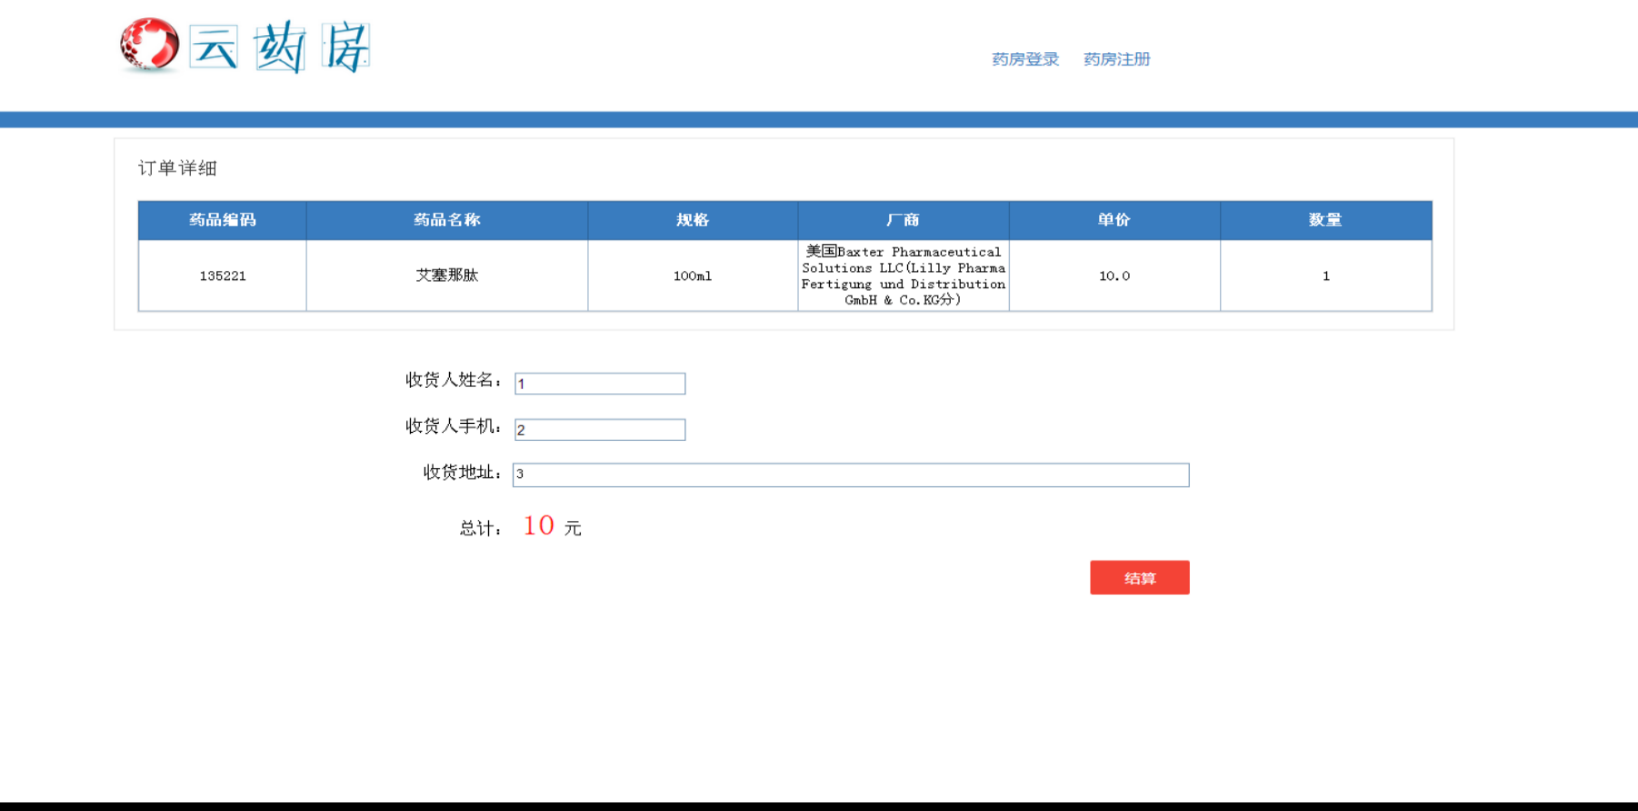 云药房
药房登录 药房注册
订单详细
药品编码 药品名称 规格 厂商 单价 数量
135221 艾塞那肽 100ml 美国Baxter Pharmaceutical 10.0 1
Solutions LLC(Lilly Pharma
Fertigung und Distribution
GmbH & Co.KG分)
收货人姓名: 1
收货人手机: 2
收货地址: 3
总计: 10 元
结算